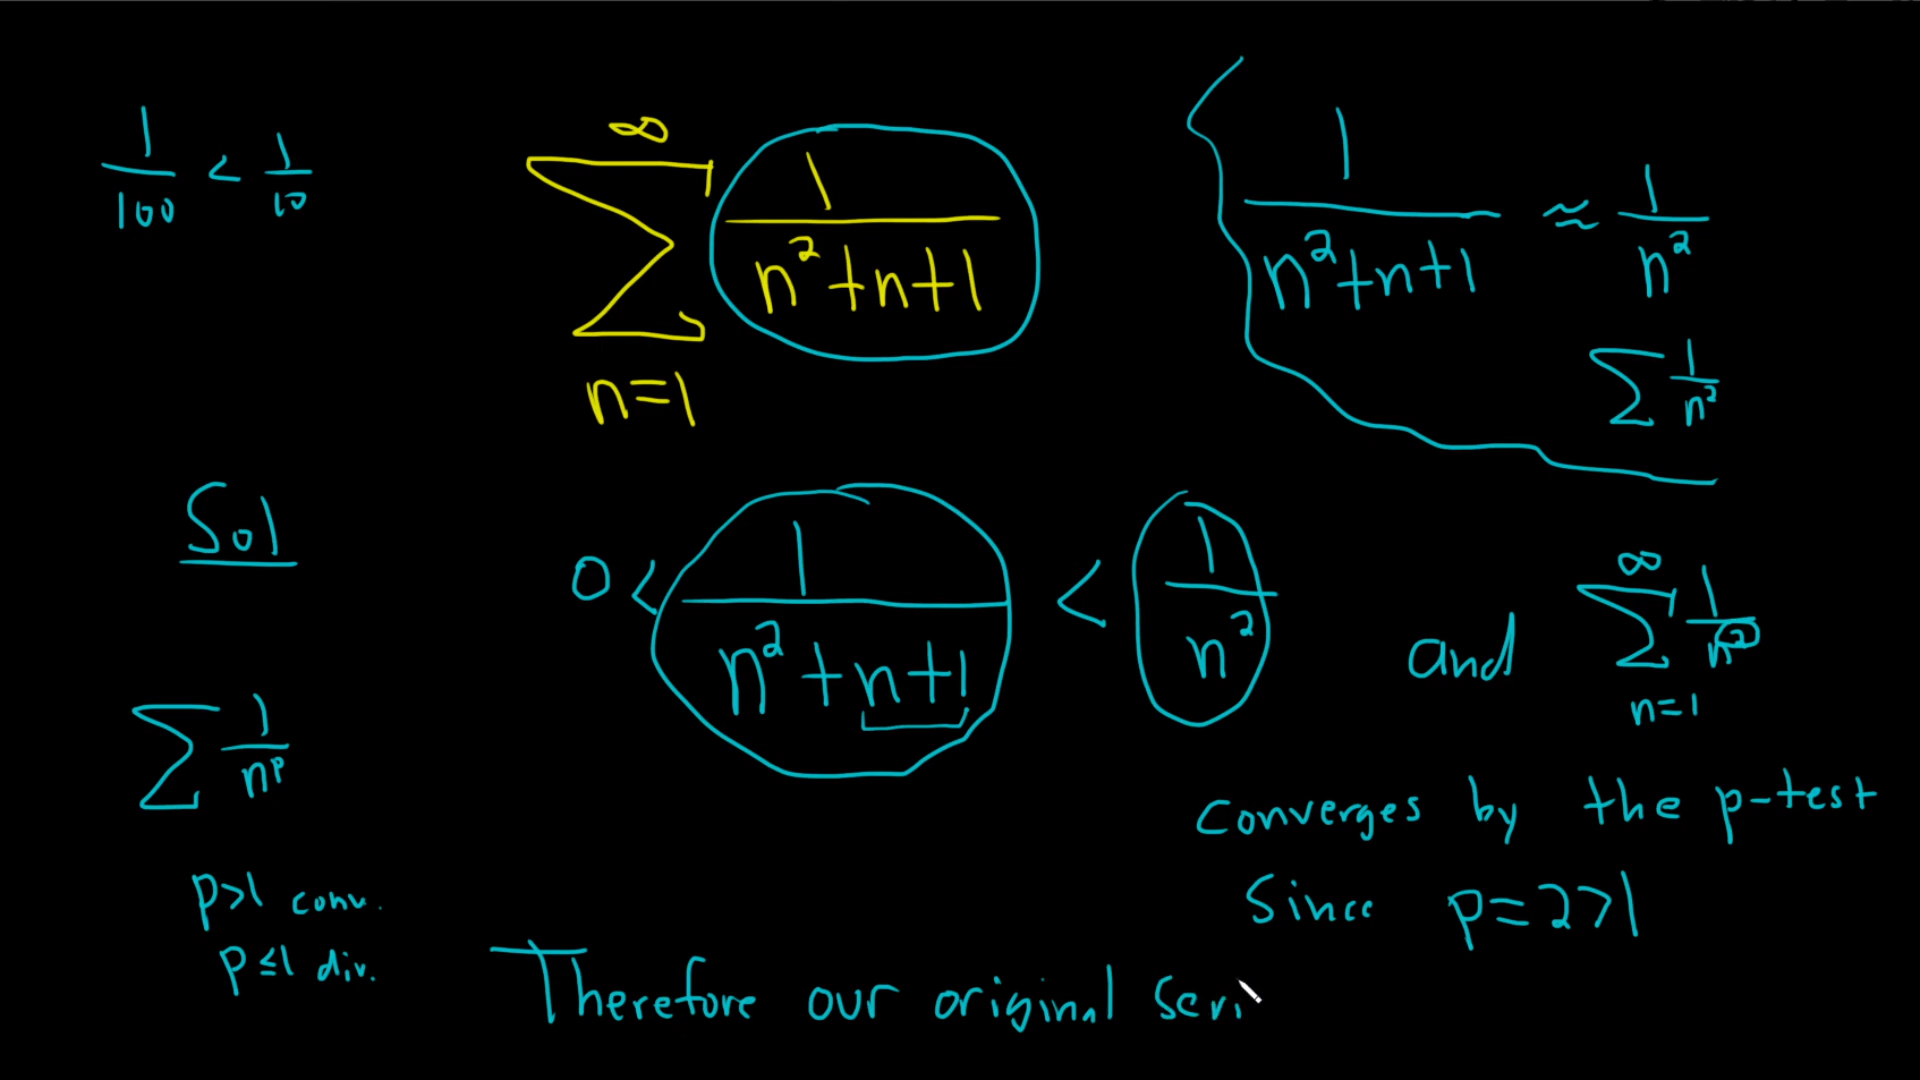 1/100 < 1/10
∞
∑ 1/(n²+n+1)
n=1
1/(n²+n+1) ≈ 1/n²
∑ 1/n²
Sol
0 < 1/(n²+n+1) < 1/n² and ∞ ∑ n=1 1/n²
converges by the p-test
Since p=2>1
∑ 1/nᵖ
p>1 conv.
p≤1 div.
Therefore our original seri